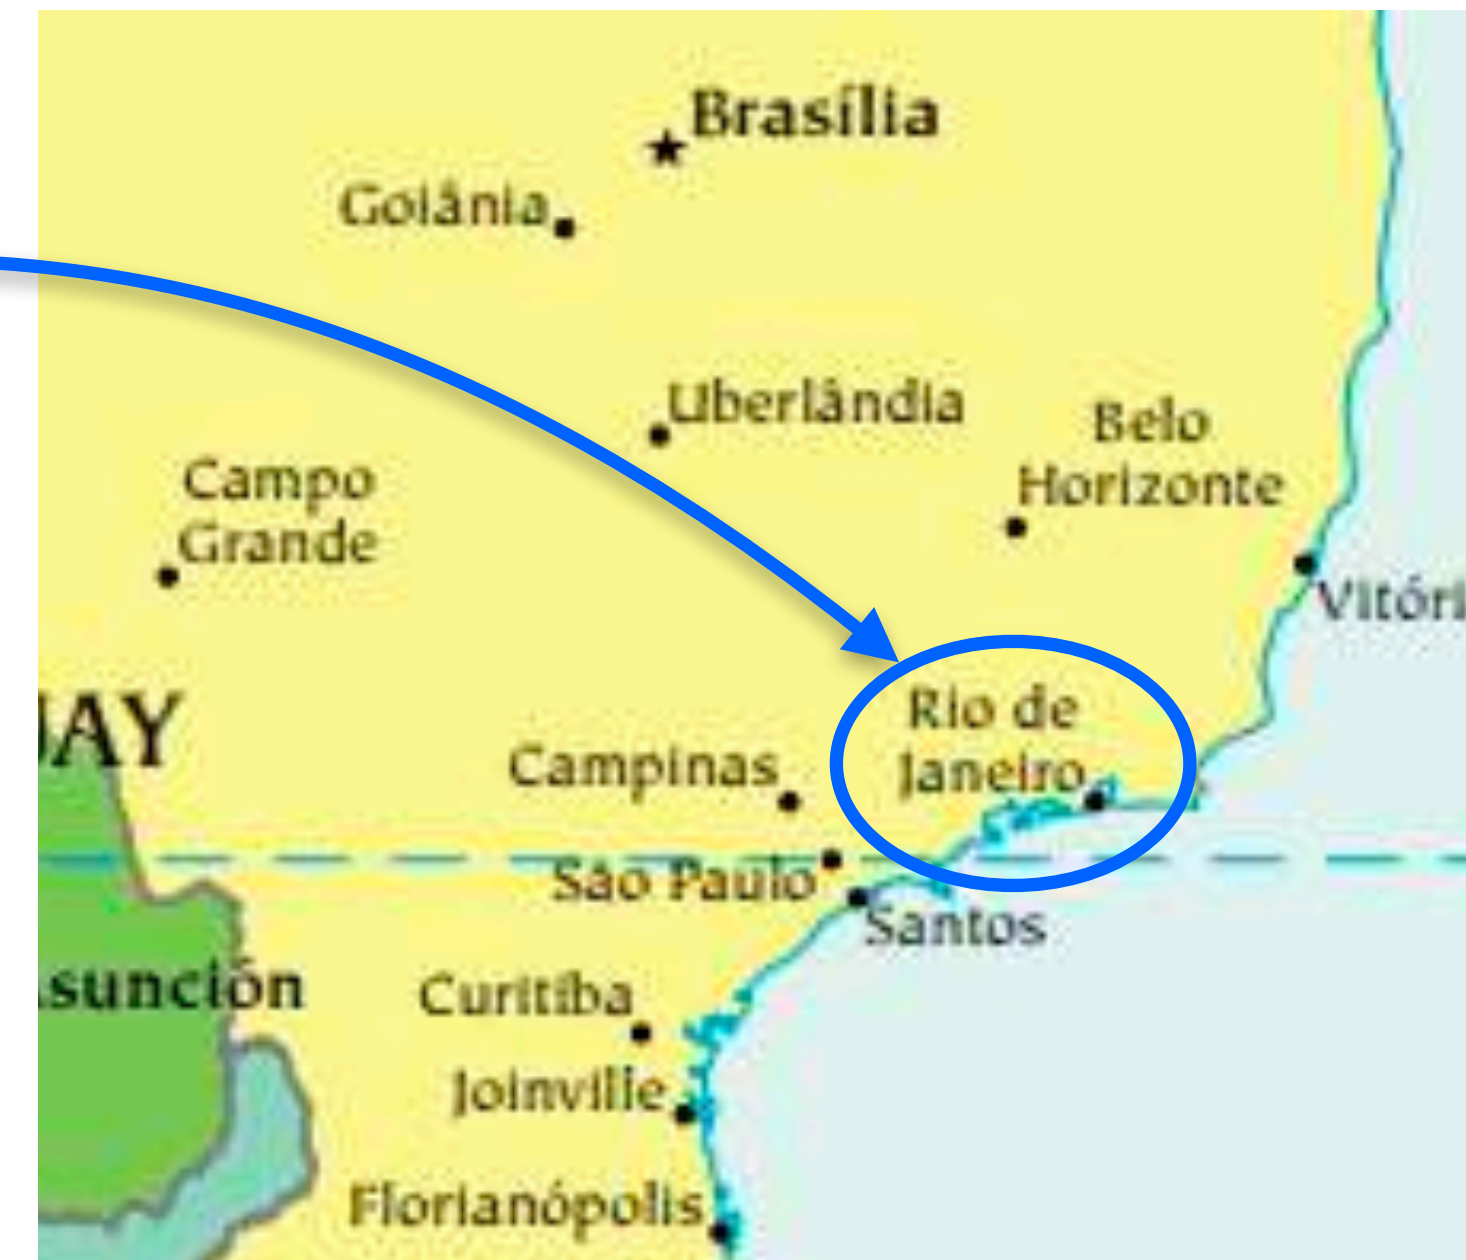 Brasília
Goiânia
Uberlândia
Belo
Horizonte
Campo
Grande
Vitóri
Rio de
Janeiro
UAY
Campinas
São Paulo
Santos
sunción
Curitiba
Joinville
Florianópolis